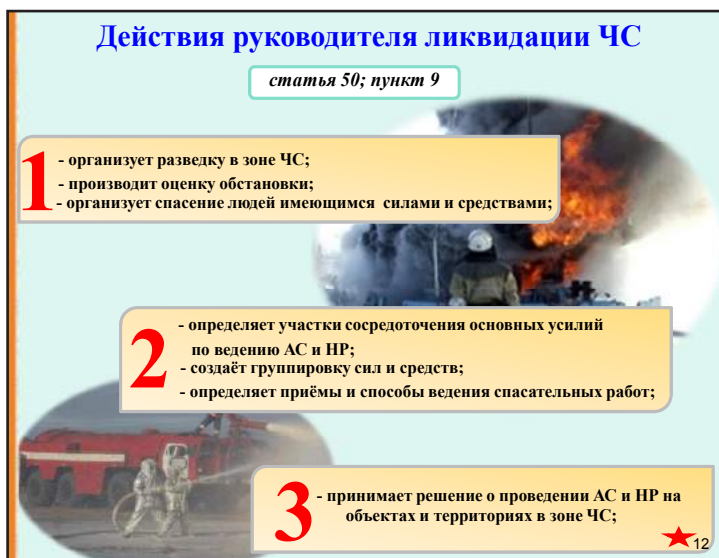 Действия руководителя ликвидации ЧС
статья 50; пункт 9
1
- организует разведку в зоне ЧС;
- производит оценку обстановки;
- организует спасение людей имеющимся силами и средствами;
2
- определяет участки сосредоточения основных усилий
по ведению АС и НР;
- создаёт группировку сил и средств;
- определяет приёмы и способы ведения спасательных работ;
3
- принимает решение о проведении АС и НР на
объектах и территориях в зоне ЧС;
12